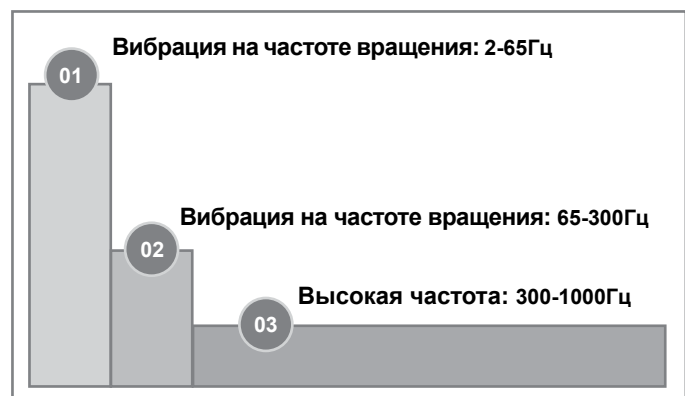 Вибрация на частоте вращения: 2-65Гц
01
Вибрация на частоте вращения: 65-300Гц
02
Высокая частота: 300-1000Гц
03